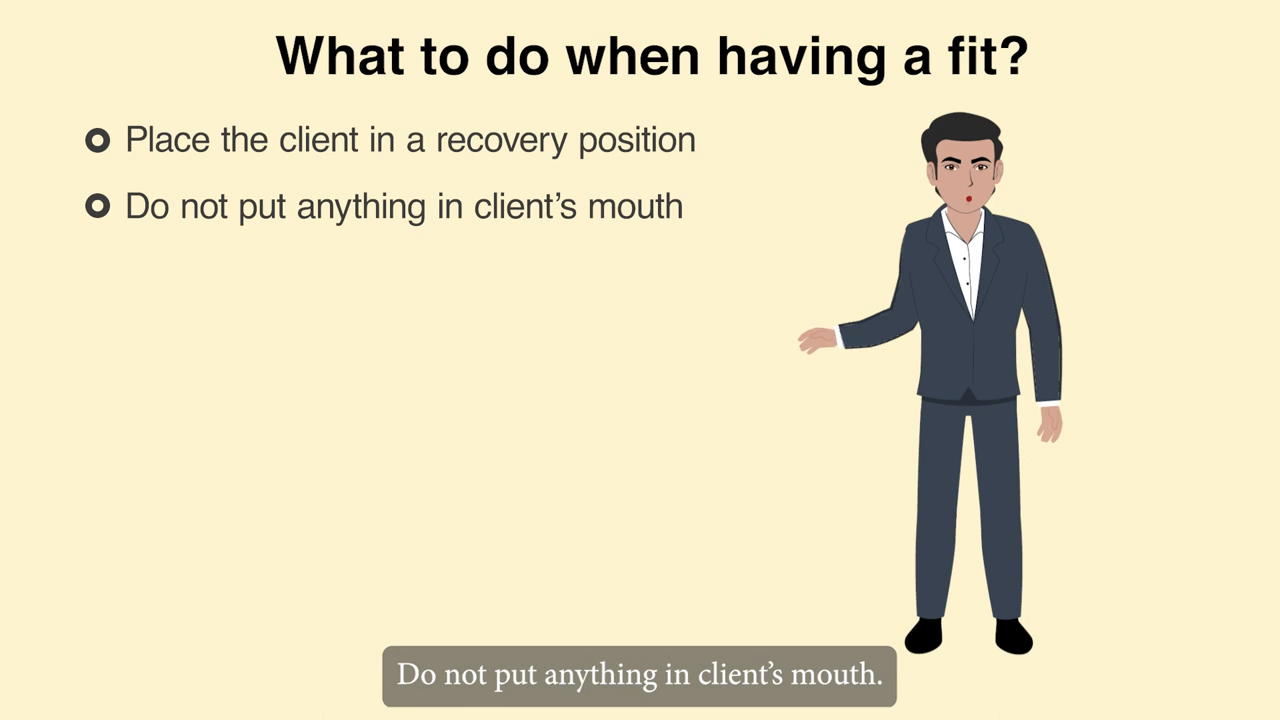 What to do when having a fit?
Place the client in a recovery position
Do not put anything in client’s mouth
Do not put anything in client’s mouth.